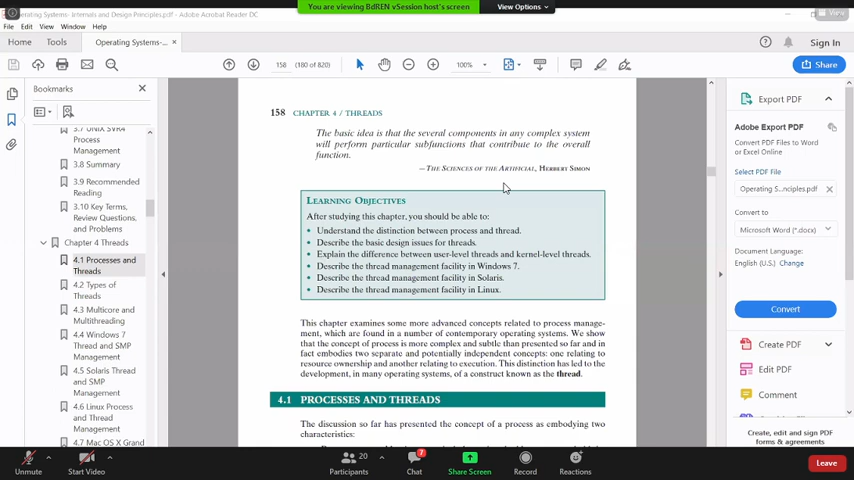 Operating Systems- Internals and Design Principles.pdf - Adobe Acrobat Reader DC
You are viewing BdREN vSession host's screen
View Options
View
File Edit View Window Help
Home Tools Operating Systems-... ×
Sign In
158 (180 of 820)
100%
Share
Bookmarks
3.7 UNIX SVR4
Process
Management
3.8 Summary
3.9 Recommended
Reading
3.10 Key Terms,
Review Questions,
and Problems
Chapter 4 Threads
4.1 Processes and
Threads
4.2 Types of
Threads
4.3 Multicore and
Multithreading
4.4 Windows 7
Thread and SMP
Management
4.5 Solaris Thread
and SMP
Management
4.6 Linux Process
and Thread
Management
4.7 Mac OS X Grand
158 CHAPTER 4 / THREADS
The basic idea is that the several components in any complex system
will perform particular subfunctions that contribute to the overall
function.
—THE SCIENCES OF THE ARTIFICIAL, HERBERT SIMON
LEARNING OBJECTIVES
After studying this chapter, you should be able to:
• Understand the distinction between process and thread.
• Describe the basic design issues for threads.
• Explain the difference between user-level threads and kernel-level threads.
• Describe the thread management facility in Windows 7.
• Describe the thread management facility in Solaris.
• Describe the thread management facility in Linux.
This chapter examines some more advanced concepts related to process manage-
ment, which are found in a number of contemporary operating systems. We show
that the concept of process is more complex and subtle than presented so far and in
fact embodies two separate and potentially independent concepts: one relating to
resource ownership and another relating to execution. This distinction has led to the
development, in many operating systems, of a construct known as the thread.
4.1 PROCESSES AND THREADS
The discussion so far has presented the concept of a process as embodying two
characteristics:
Export PDF
Adobe Export PDF
Convert PDF Files to Word
or Excel Online
Select PDF File
Operating S...nciples.pdf
Convert to
Microsoft Word (*.docx)
Document Language:
English (U.S.) Change
Convert
Create PDF
Edit PDF
Comment
Create, edit and sign PDF
forms & agreements
Unmute
Start Video
20
Participants
7
Chat
Share Screen
Record
Reactions
Leave